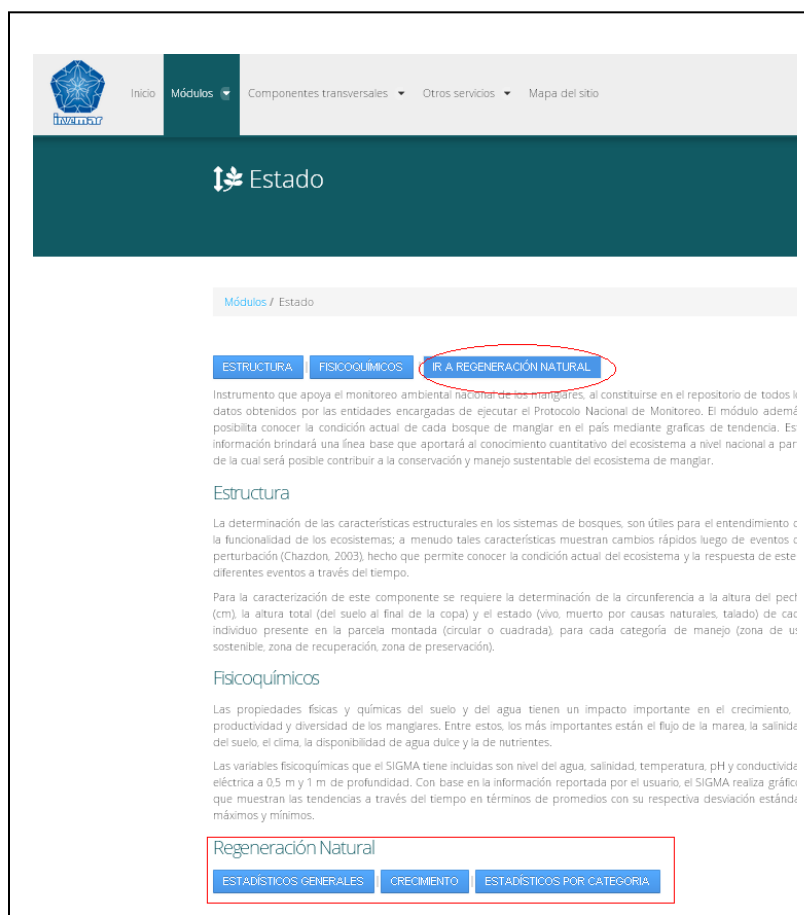 invemar
Inicio Módulos Componentes transversales Otros servicios Mapa del sitio
Estado
Módulos / Estado
ESTRUCTURA | FISICOQUÍMICOS | IR A REGENERACIÓN NATURAL
Instrumento que apoya el monitoreo ambiental nacional de los manglares, al constituirse en el repositorio de todos
datos obtenidos por las entidades encargadas de ejecutar el Protocolo Nacional de Monitoreo. El módulo ademá
posibilita conocer la condición actual de cada bosque de manglar en el país mediante graficas de tendencia. Es
información brindará una línea base que aportará al conocimiento cuantitativo del ecosistema a nivel nacional a par
de la cual será posible contribuir a la conservación y manejo sustentable del ecosistema de manglar.
Estructura
La determinación de las características estructurales en los sistemas de bosques, son útiles para el entendimiento
la funcionalidad de los ecosistemas; a menudo tales características muestran cambios rápidos luego de eventos
perturbación (Chazdon, 2003), hecho que permite conocer la condición actual del ecosistema y la respuesta de este
diferentes eventos a través del tiempo.
Para la caracterización de este componente se requiere la determinación de la circunferencia a la altura del pech
(cm), la altura total (del suelo al final de la copa) y el estado (vivo, muerto por causas naturales, talado) de cad
individuo presente en la parcela montada (circular o cuadrada), para cada categoría de manejo (zona de us
sostenible, zona de recuperación, zona de preservación).
Fisicoquímicos
Las propiedades físicas y químicas del suelo y del agua tienen un impacto importante en el crecimiento,
productividad y diversidad de los manglares. Entre estos, los más importantes están el flujo de la marea, la salinida
del suelo, el clima, la disponibilidad de agua dulce y la de nutrientes.
Las variables fisicoquímicas que el SIGMA tiene incluidas son nivel del agua, salinidad, temperatura, pH y conductivida
eléctrica a 0,5 m y 1 m de profundidad. Con base en la información reportada por el usuario, el SIGMA realiza gráfico
que muestran las tendencias a través del tiempo en términos de promedios con su respectiva desviación estánda
máximos y mínimos.
Regeneración Natural
ESTADÍSTICOS GENERALES | CRECIMIENTO | ESTADÍSTICOS POR CATEGORIA